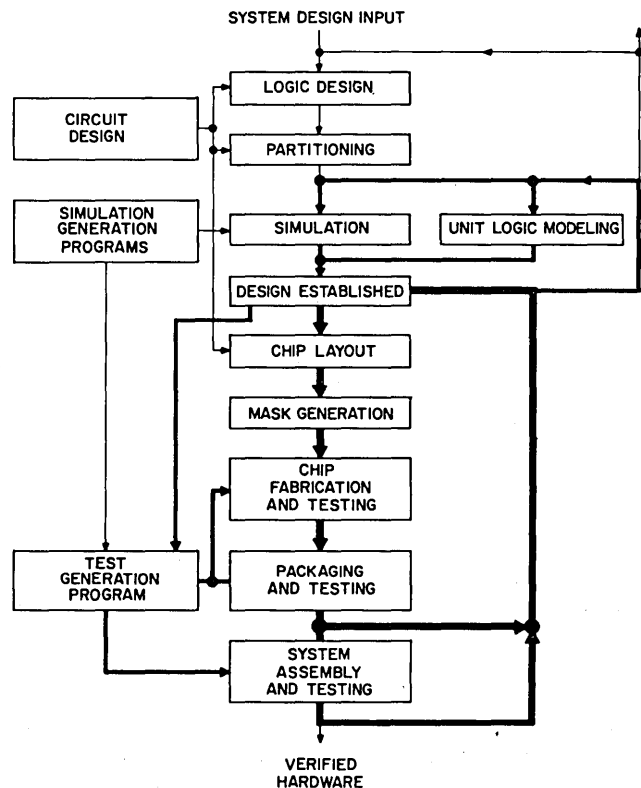 SYSTEM DESIGN INPUT
LOGIC DESIGN
CIRCUIT
DESIGN
PARTITIONING
SIMULATION
GENERATION
PROGRAMS
SIMULATION
UNIT LOGIC MODELING
DESIGN ESTABLISHED
CHIP LAYOUT
MASK GENERATION
CHIP
FABRICATION
AND TESTING
TEST
GENERATION
PROGRAM
PACKAGING
AND TESTING
SYSTEM
ASSEMBLY
AND TESTING
VERIFIED
HARDWARE